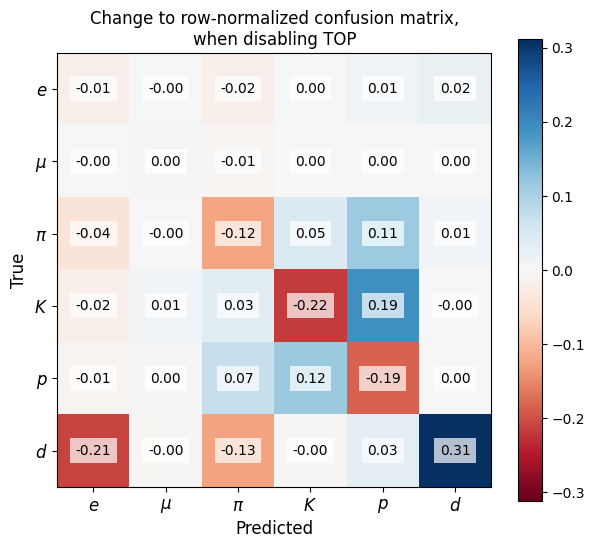 Change to row-normalized confusion matrix,
when disabling TOP
e -0.01 -0.00 -0.02 0.00 0.01 0.02
μ -0.00 0.00 -0.01 0.00 0.00 0.00
π -0.04 -0.00 -0.12 0.05 0.11 0.01
K -0.02 0.01 0.03 -0.22 0.19 -0.00
p -0.01 0.00 0.07 0.12 -0.19 0.00
d -0.21 -0.00 -0.13 -0.00 0.03 0.31
e μ π K p d
Predicted
True
0.3
0.2
0.1
0.0
−0.1
−0.2
−0.3